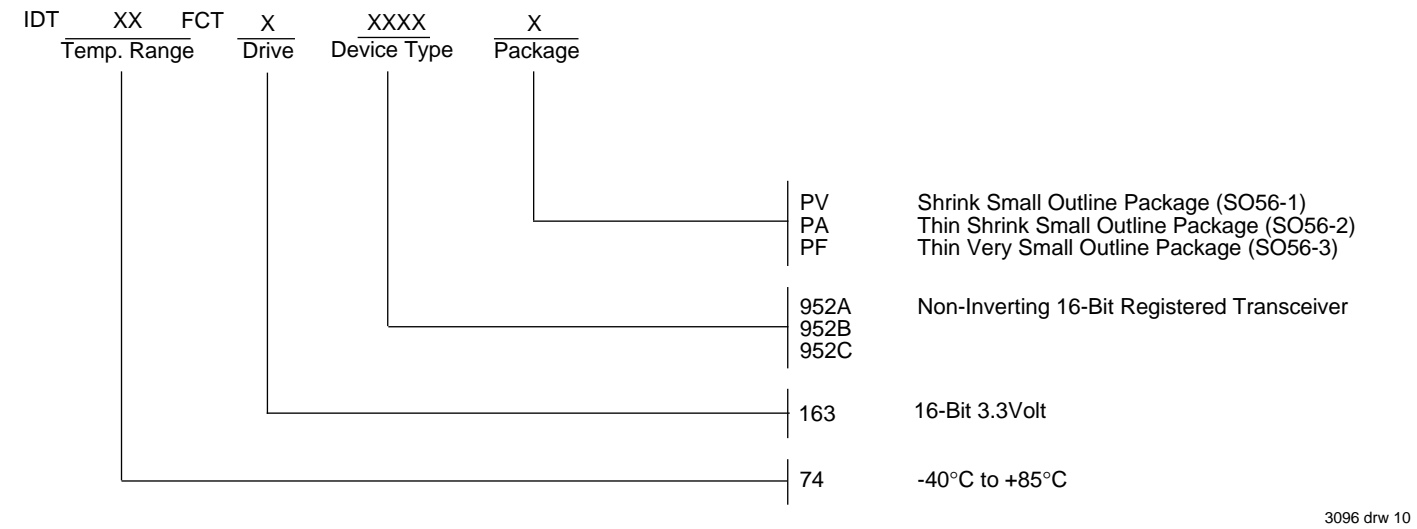 IDT XX FCT X XXXX X
Temp. Range Drive Device Type Package
PV Shrink Small Outline Package (SO56-1)
PA Thin Shrink Small Outline Package (SO56-2)
PF Thin Very Small Outline Package (SO56-3)
952A Non-Inverting 16-Bit Registered Transceiver
952B
952C
163 16-Bit 3.3Volt
74 -40°C to +85°C
3096 drw 10